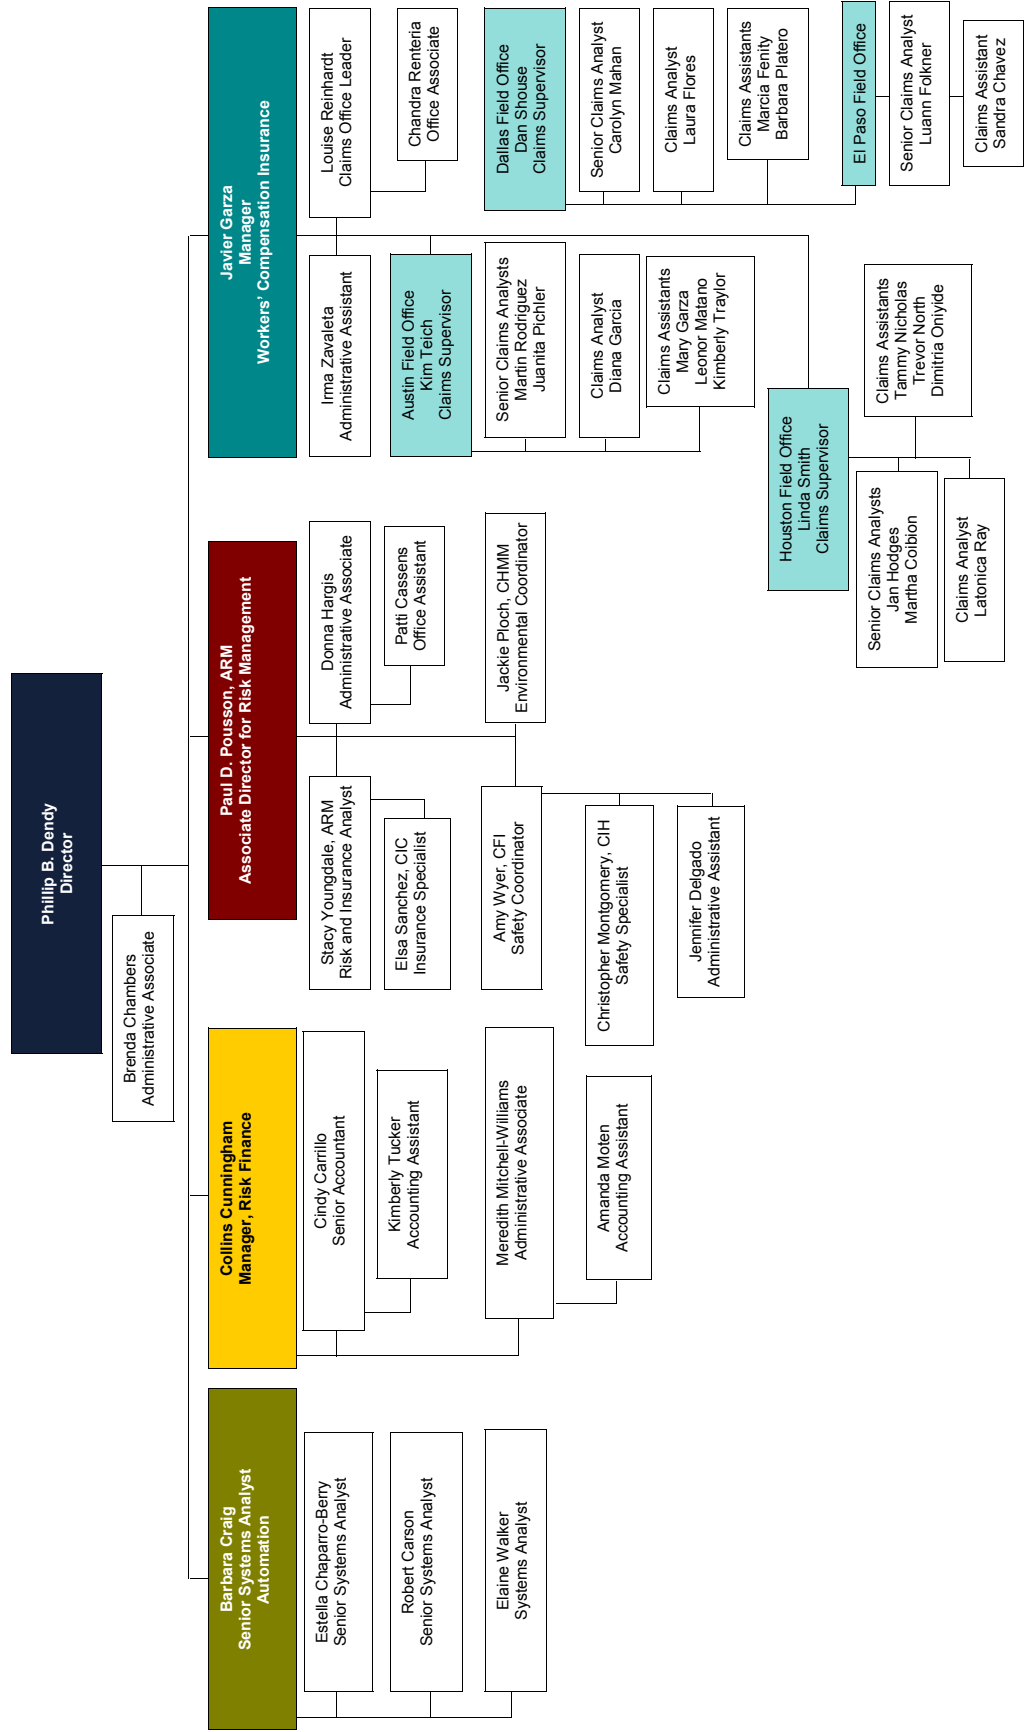 Phillip B. Dendy
Director
Brenda Chambers
Administrative Associate
Barbara Craig
Senior Systems Analyst
Automation
Estella Chaparro-Berry
Senior Systems Analyst
Robert Carson
Senior Systems Analyst
Elaine Walker
Systems Analyst
Collins Cunningham
Manager, Risk Finance
Cindy Carrillo
Senior Accountant
Kimberly Tucker
Accounting Assistant
Meredith Mitchell-Williams
Administrative Associate
Amanda Moten
Accounting Assistant
Paul D. Pousson, ARM
Associate Director for Risk Management
Stacy Youngdale, ARM
Risk and Insurance Analyst
Elsa Sanchez, CIC
Insurance Specialist
Donna Hargis
Administrative Associate
Patti Cassens
Office Assistant
Amy Wyer, CFI
Safety Coordinator
Christopher Montgomery, CIH
Safety Specialist
Jennifer Delgado
Administrative Assistant
Jackie Ploch, CHMM
Environmental Coordinator
Javier Garza
Manager
Workers' Compensation Insurance
Irma Zavaleta
Administrative Assistant
Louise Reinhardt
Claims Office Leader
Chandra Renteria
Office Associate
Austin Field Office
Kim Teich
Claims Supervisor
Senior Claims Analysts
Martin Rodriguez
Juanita Pichler
Claims Analyst
Diana Garcia
Claims Assistants
Mary Garza
Leonor Matano
Kimberly Traylor
Dallas Field Office
Dan Shouse
Claims Supervisor
Senior Claims Analyst
Carolyn Mahan
Claims Analyst
Laura Flores
Claims Assistants
Marcia Fenity
Barbara Platero
El Paso Field Office
Senior Claims Analyst
Luann Folkner
Claims Assistant
Sandra Chavez
Houston Field Office
Linda Smith
Claims Supervisor
Senior Claims Analysts
Jan Hodges
Martha Coibion
Claims Analyst
Latonica Ray
Claims Assistants
Tammy Nicholas
Trevor North
Dimitria Oniyide